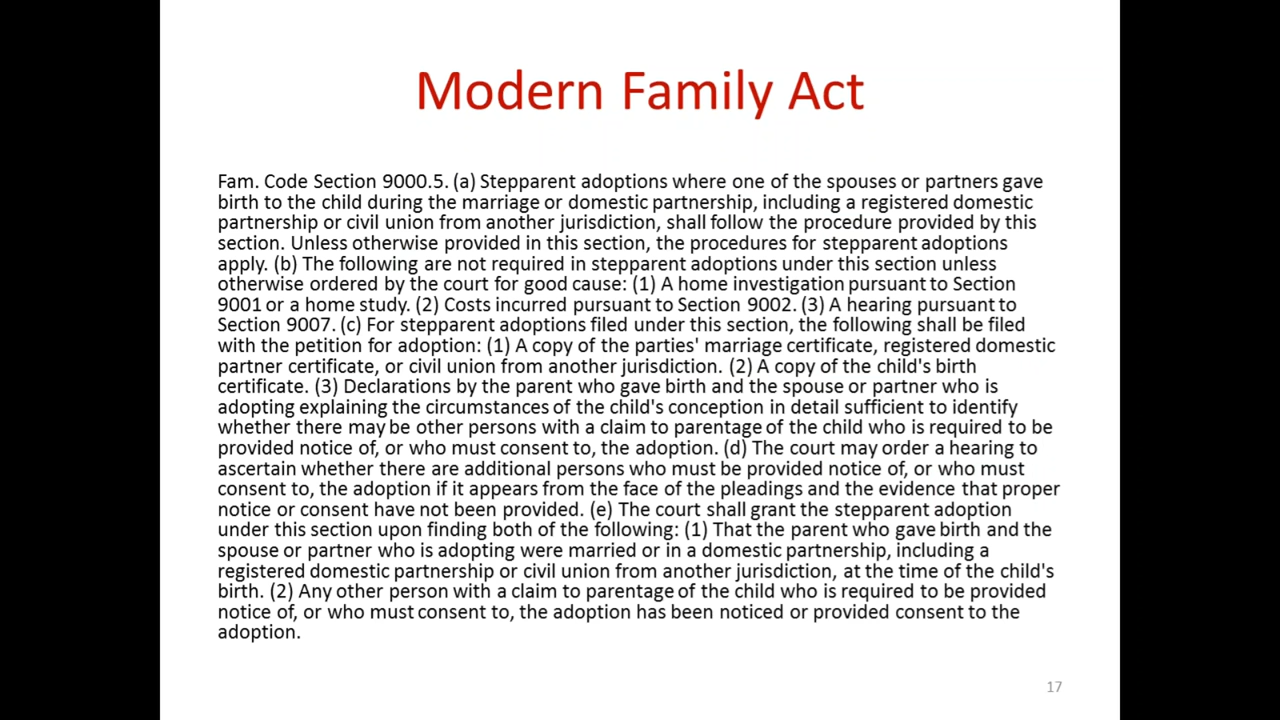 Modern Family Act
Fam. Code Section 9000.5. (a) Stepparent adoptions where one of the spouses or partners gave
birth to the child during the marriage or domestic partnership, including a registered domestic
partnership or civil union from another jurisdiction, shall follow the procedure provided by this
section. Unless otherwise provided in this section, the procedures for stepparent adoptions
apply. (b) The following are not required in stepparent adoptions under this section unless
otherwise ordered by the court for good cause: (1) A home investigation pursuant to Section
9001 or a home study. (2) Costs incurred pursuant to Section 9002. (3) A hearing pursuant to
Section 9007. (c) For stepparent adoptions filed under this section, the following shall be filed
with the petition for adoption: (1) A copy of the parties' marriage certificate, registered domestic
partner certificate, or civil union from another jurisdiction. (2) A copy of the child's birth
certificate. (3) Declarations by the parent who gave birth and the spouse or partner who is
adopting explaining the circumstances of the child's conception in detail sufficient to identify
whether there may be other persons with a claim to parentage of the child who is required to be
provided notice of, or who must consent to, the adoption. (d) The court may order a hearing to
ascertain whether there are additional persons who must be provided notice of, or who must
consent to, the adoption if it appears from the face of the pleadings and the evidence that proper
notice or consent have not been provided. (e) The court shall grant the stepparent adoption
under this section upon finding both of the following: (1) That the parent who gave birth and the
spouse or partner who is adopting were married or in a domestic partnership, including a
registered domestic partnership or civil union from another jurisdiction, at the time of the child's
birth. (2) Any other person with a claim to parentage of the child who is required to be provided
notice of, or who must consent to, the adoption has been noticed or provided consent to the
adoption.
17